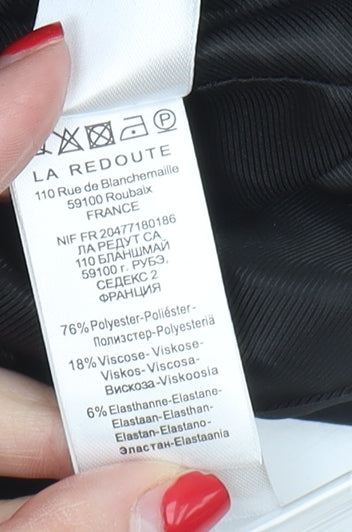 P
LA REDOUTE
110 Rue de Blanchemaille
59100 Roubaix
FRANCE
NIF FR 20477180186
ЛА РЕДУТ СА
110 БЛАНШМАЙ
59100 г. РУБЭ.
СЕДЕКС 2
ФРАНЦИЯ
76% Polyester-Poliéster-
Полиэстер-Polyesteriä
18% Viscose- Viskose-
Viskos-Viscosa-
Вискоза-Viskoosia
6% Elasthanne-Elastane-
Elastaan-Elasthan-
Elastan-Elastano-
Эластан-Elastaania